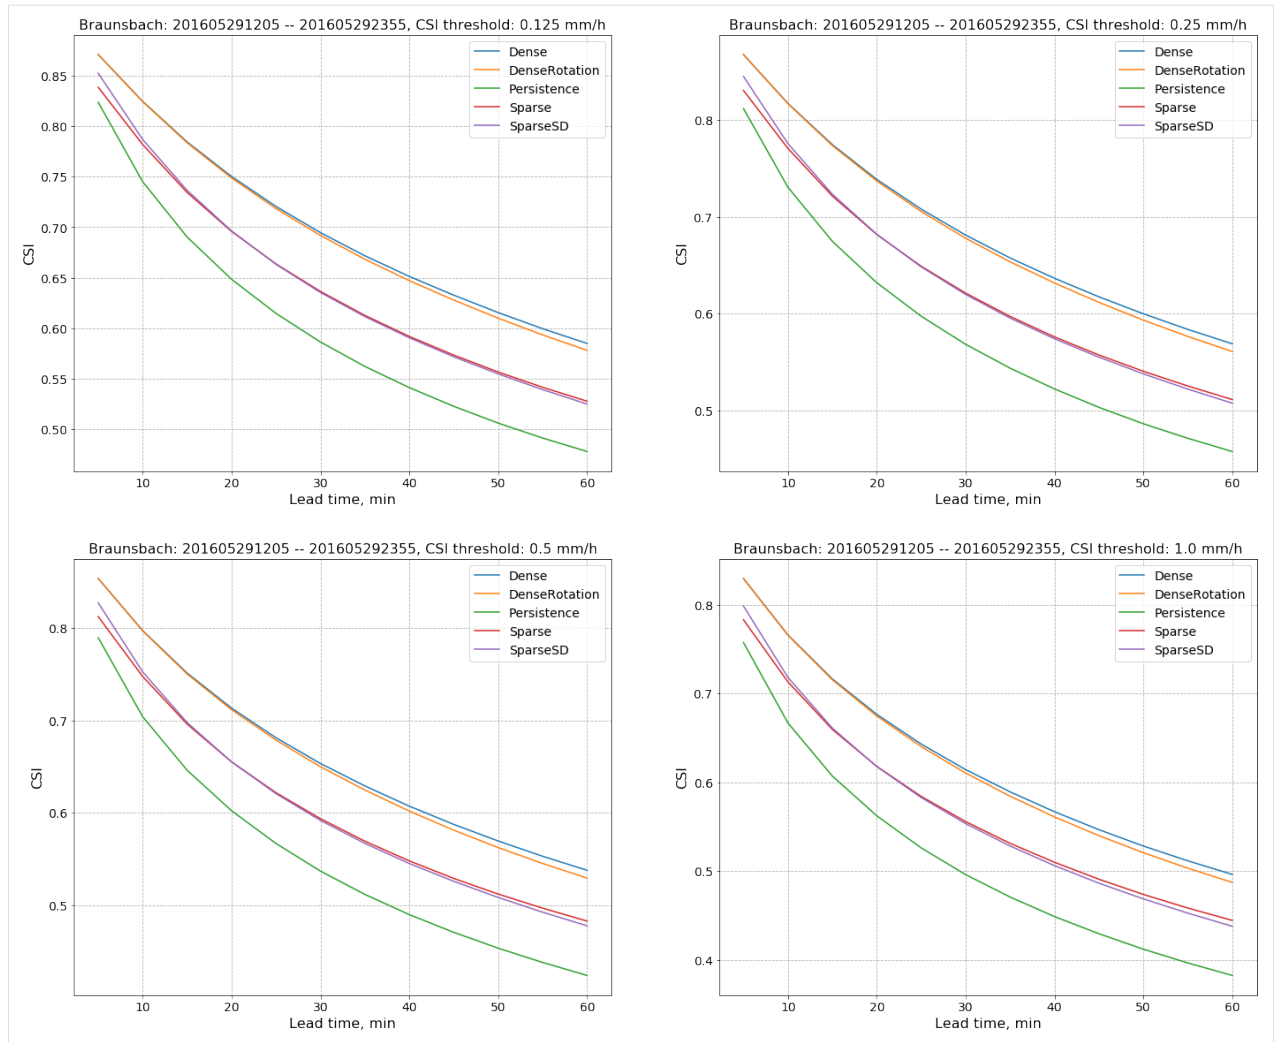 Braunsbach: 201605291205 -- 201605292355, CSI threshold: 0.125 mm/h
Dense
DenseRotation
Persistence
Sparse
SparseSD
0.85
0.80
0.75
0.70
0.65
0.60
0.55
0.50
CSI
10 20 30 40 50 60
Lead time, min
Braunsbach: 201605291205 -- 201605292355, CSI threshold: 0.25 mm/h
Dense
DenseRotation
Persistence
Sparse
SparseSD
0.8
0.7
0.6
0.5
CSI
10 20 30 40 50 60
Lead time, min
Braunsbach: 201605291205 -- 201605292355, CSI threshold: 0.5 mm/h
Dense
DenseRotation
Persistence
Sparse
SparseSD
0.8
0.7
0.6
0.5
CSI
10 20 30 40 50 60
Lead time, min
Braunsbach: 201605291205 -- 201605292355, CSI threshold: 1.0 mm/h
Dense
DenseRotation
Persistence
Sparse
SparseSD
0.8
0.7
0.6
0.5
0.4
CSI
10 20 30 40 50 60
Lead time, min